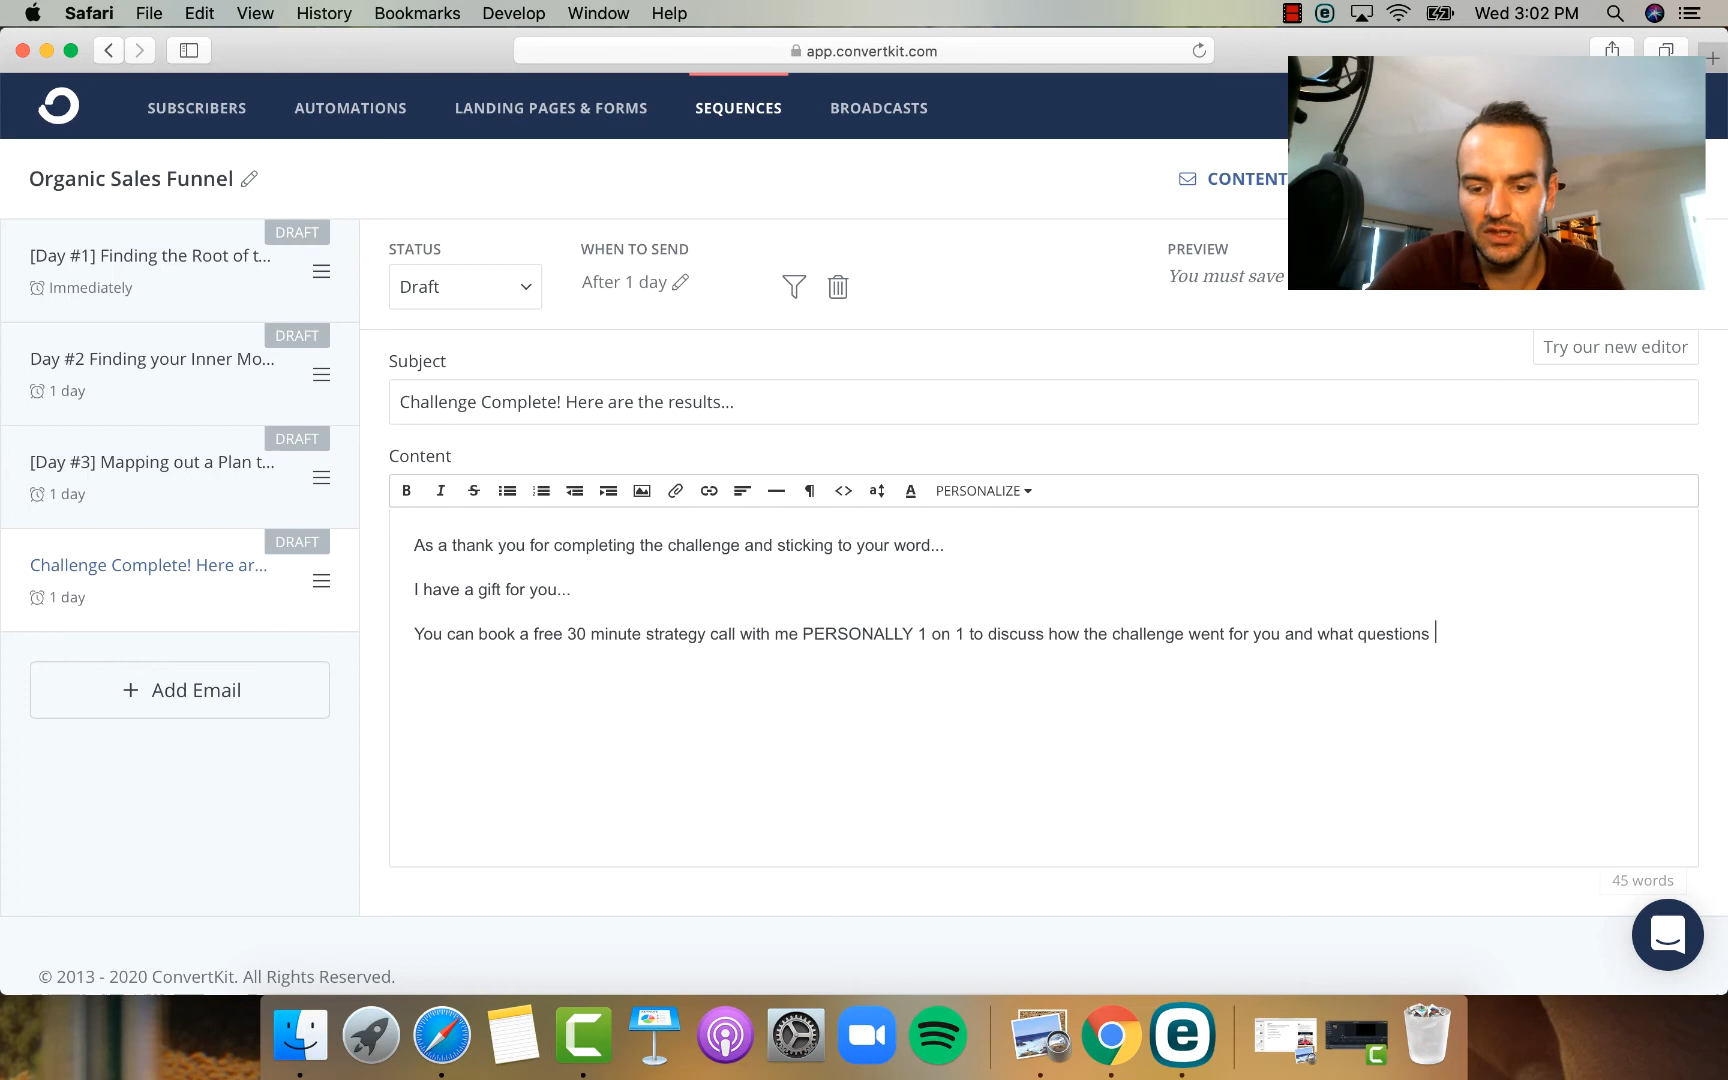 Safari File Edit View History Bookmarks Develop Window Help Wed 3:02 PM
app.convertkit.com
SUBSCRIBERS AUTOMATIONS LANDING PAGES & FORMS SEQUENCES BROADCASTS
Organic Sales Funnel
CONTENT
DRAFT
[Day #1] Finding the Root of t...
Immediately
DRAFT
Day #2 Finding your Inner Mo...
1 day
DRAFT
[Day #3] Mapping out a Plan t...
1 day
DRAFT
Challenge Complete! Here ar...
1 day
+ Add Email
STATUS WHEN TO SEND PREVIEW
Draft After 1 day You must save
Try our new editor
Subject
Challenge Complete! Here are the results...
Content
PERSONALIZE
As a thank you for completing the challenge and sticking to your word...
I have a gift for you...
You can book a free 30 minute strategy call with me PERSONALLY 1 on 1 to discuss how the challenge went for you and what questions
45 words
© 2013 - 2020 ConvertKit. All Rights Reserved.